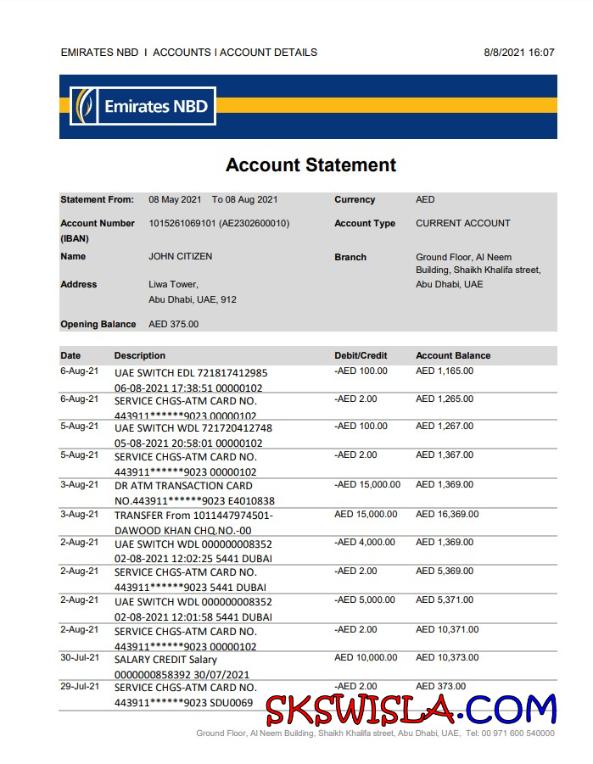 EMIRATES NBD I ACCOUNTS I ACCOUNT DETAILS 8/8/2021 16:07
Emirates NBD
Account Statement
Statement From: 08 May 2021 To 08 Aug 2021 Currency AED
Account Number 1015261069101 (AE2302600010) Account Type CURRENT ACCOUNT
(IBAN)
Name JOHN CITIZEN Branch Ground Floor, Al Neem
Building, Shaikh Khalifa street,
Address Liwa Tower, Abu Dhabi, UAE
Abu Dhabi, UAE, 912
Opening Balance AED 375.00
Date Description Debit/Credit Account Balance
6-Aug-21 UAE SWITCH EDL 721817412985 -AED 100.00 AED 1,165.00
06-08-2021 17:38:51 00000102
6-Aug-21 SERVICE CHGS-ATM CARD NO. -AED 2.00 AED 1,265.00
443911******9023 00000102
5-Aug-21 UAE SWITCH WDL 721720412748 -AED 100.00 AED 1,267.00
05-08-2021 20:58:01 00000102
5-Aug-21 SERVICE CHGS-ATM CARD NO. -AED 2.00 AED 1,367.00
443911******9023 00000102
3-Aug-21 DR ATM TRANSACTION CARD -AED 15,000.00 AED 1,369.00
NO.443911******9023 E4010838
3-Aug-21 TRANSFER From 1011447974501- AED 15,000.00 AED 16,369.00
DAWOOD KHAN CHQ.NO.-00
2-Aug-21 UAE SWITCH WDL 000000008352 -AED 4,000.00 AED 1,369.00
02-08-2021 12:02:25 5441 DUBAI
2-Aug-21 SERVICE CHGS-ATM CARD NO. -AED 2.00 AED 5,369.00
443911******9023 5441 DUBAI
2-Aug-21 UAE SWITCH WDL 000000008352 -AED 5,000.00 AED 5,371.00
02-08-2021 12:01:58 5441 DUBAI
2-Aug-21 SERVICE CHGS-ATM CARD NO. -AED 2.00 AED 10,371.00
443911******9023 00000102
30-Jul-21 SALARY CREDIT Salary AED 10,000.00 AED 10,373.00
0000000858392 30/07/2021
29-Jul-21 SERVICE CHGS-ATM CARD NO. -AED 2.00 AED 373.00
443911******9023 SDU0069
SKSWISLA.COM
Ground Floor, Al Neem Building, Shaikh Khalifa street, Abu Dhabi, UAE, Tel: 00 971 600 540000